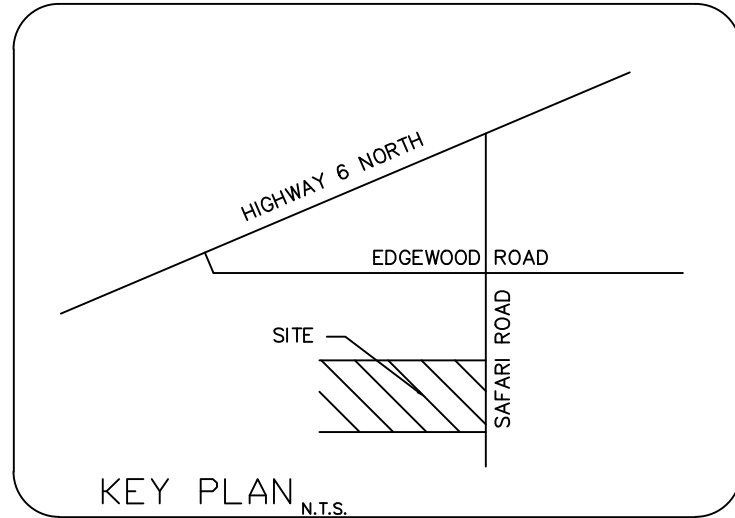 HIGHWAY 6 NORTH
EDGEWOOD ROAD
SITE
SAFARI ROAD
KEY PLAN N.T.S.